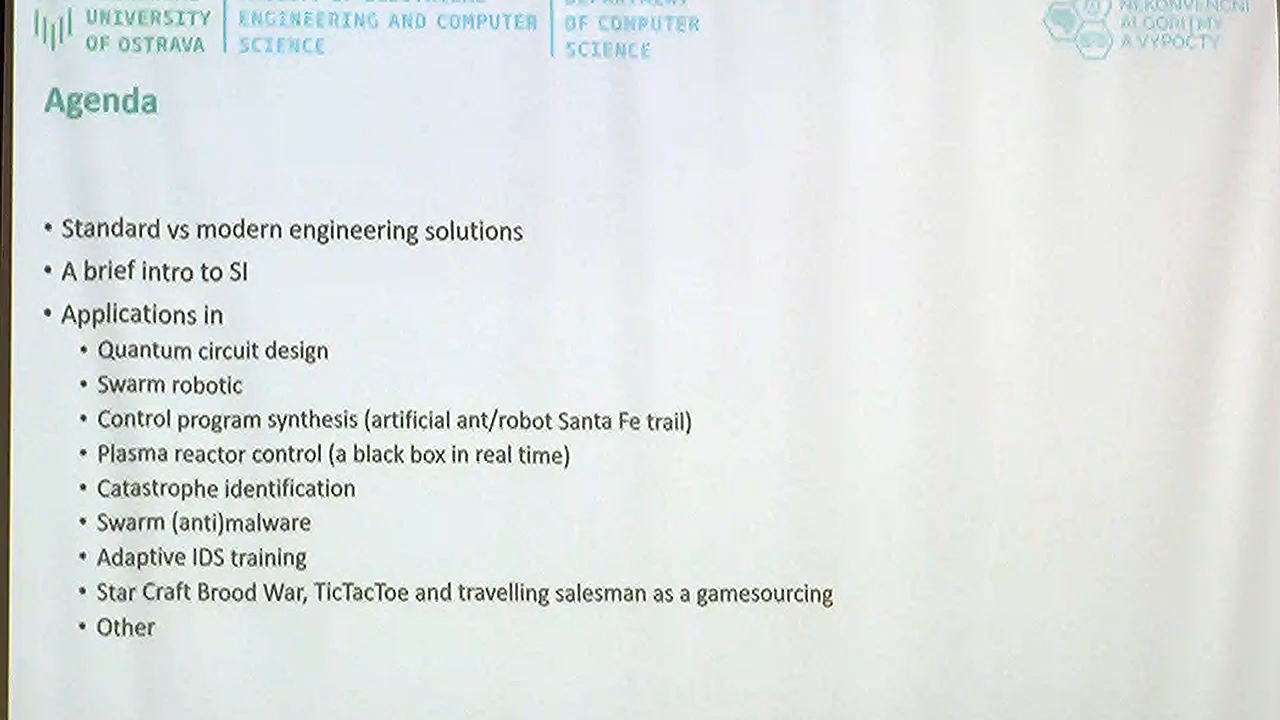 UNIVERSITY
OF OSTRAVA
ENGINEERING AND COMPUTER
SCIENCE
DEPARTMENT
OF COMPUTER
SCIENCE
NEKONVENČNÍ
ALGORITMY
A VÝPOČTY
Agenda
• Standard vs modern engineering solutions
• A brief intro to SI
• Applications in
• Quantum circuit design
• Swarm robotic
• Control program synthesis (artificial ant/robot Santa Fe trail)
• Plasma reactor control (a black box in real time)
• Catastrophe identification
• Swarm (anti)malware
• Adaptive IDS training
• Star Craft Brood War, TicTacToe and travelling salesman as a gamesourcing
• Other